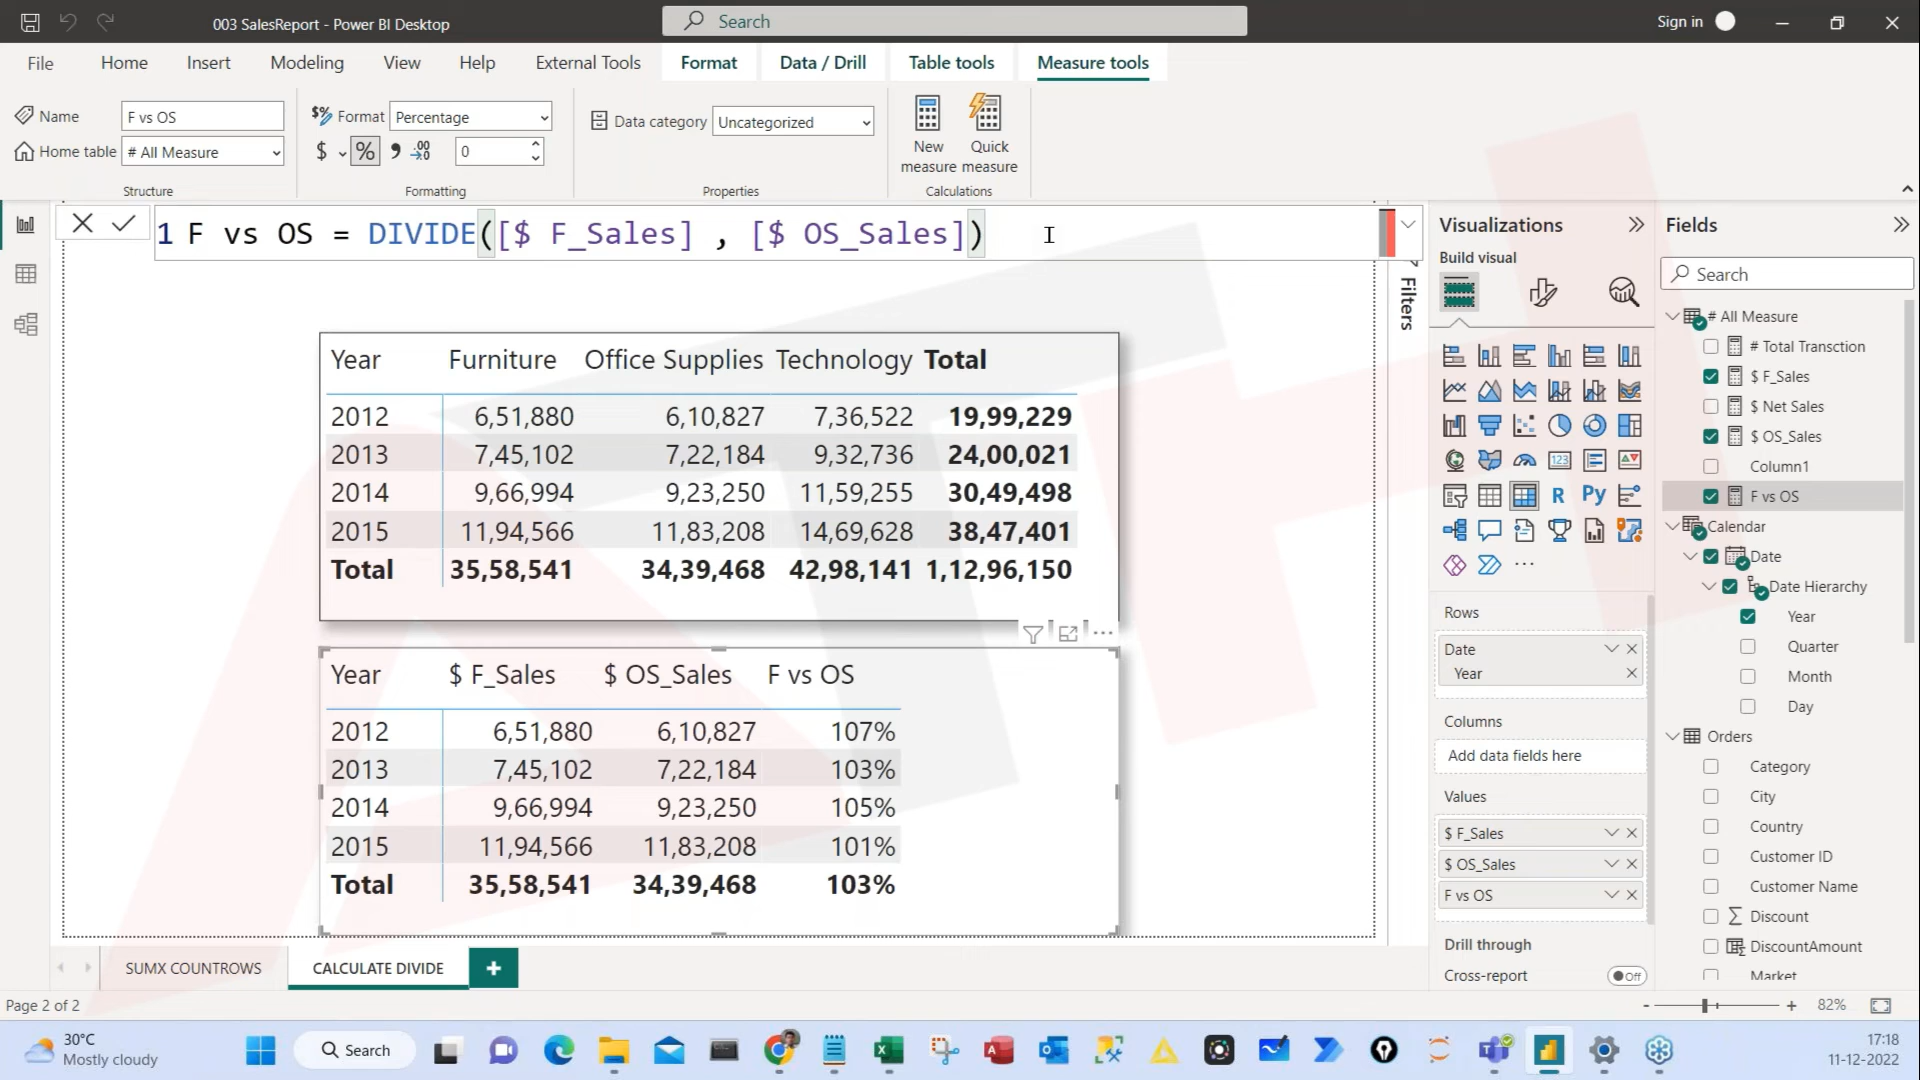 003 SalesReport - Power BI Desktop
Search
Sign in
File Home Insert Modeling View Help External Tools Format Data / Drill Table tools Measure tools
Name F vs OS
Home table # All Measure
Structure
Format Percentage
$ % 0
Formatting
Data category Uncategorized
Properties
New measure
Quick measure
Calculations
1 F vs OS = DIVIDE([$ F_Sales] , [$ OS_Sales])
Year Furniture Office Supplies Technology Total
2012 6,51,880 6,10,827 7,36,522 19,99,229
2013 7,45,102 7,22,184 9,32,736 24,00,021
2014 9,66,994 9,23,250 11,59,255 30,49,498
2015 11,94,566 11,83,208 14,69,628 38,47,401
Total 35,58,541 34,39,468 42,98,141 1,12,96,150
Year $ F_Sales $ OS_Sales F vs OS
2012 6,51,880 6,10,827 107%
2013 7,45,102 7,22,184 103%
2014 9,66,994 9,23,250 105%
2015 11,94,566 11,83,208 101%
Total 35,58,541 34,39,468 103%
Filters
Visualizations
Build visual
R Py
123
Rows
Date
Year
Columns
Add data fields here
Values
$ F_Sales
$ OS_Sales
F vs OS
Drill through
Cross-report Off
Fields
Search
# All Measure
# Total Transction
$ F_Sales
$ Net Sales
$ OS_Sales
Column1
F vs OS
Calendar
Date
Date Hierarchy
Year
Quarter
Month
Day
Orders
Category
City
Country
Customer ID
Customer Name
Discount
DiscountAmount
Market
SUMX COUNTROWS CALCULATE DIVIDE
Page 2 of 2
82%
30°C
Mostly cloudy
Search
17:18
11-12-2022